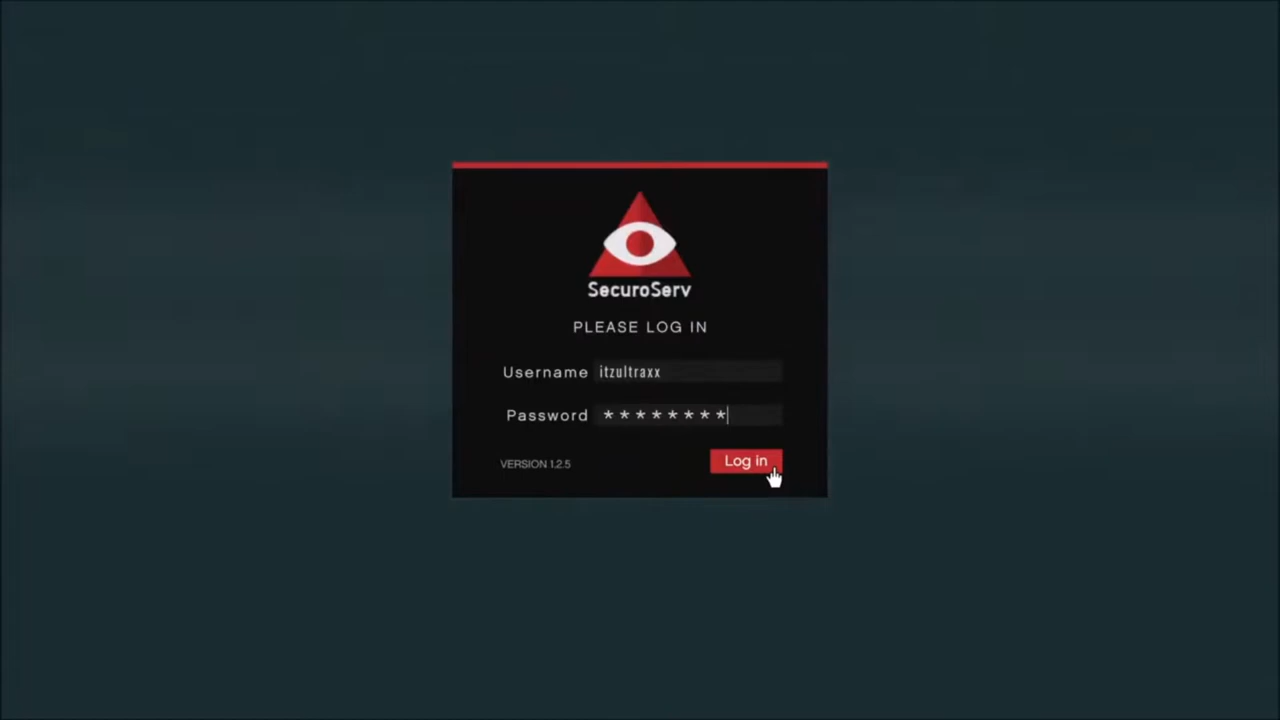 SecuroServ
PLEASE LOG IN
Username itzultraxx
Password ********
VERSION 1.2.5 Log in